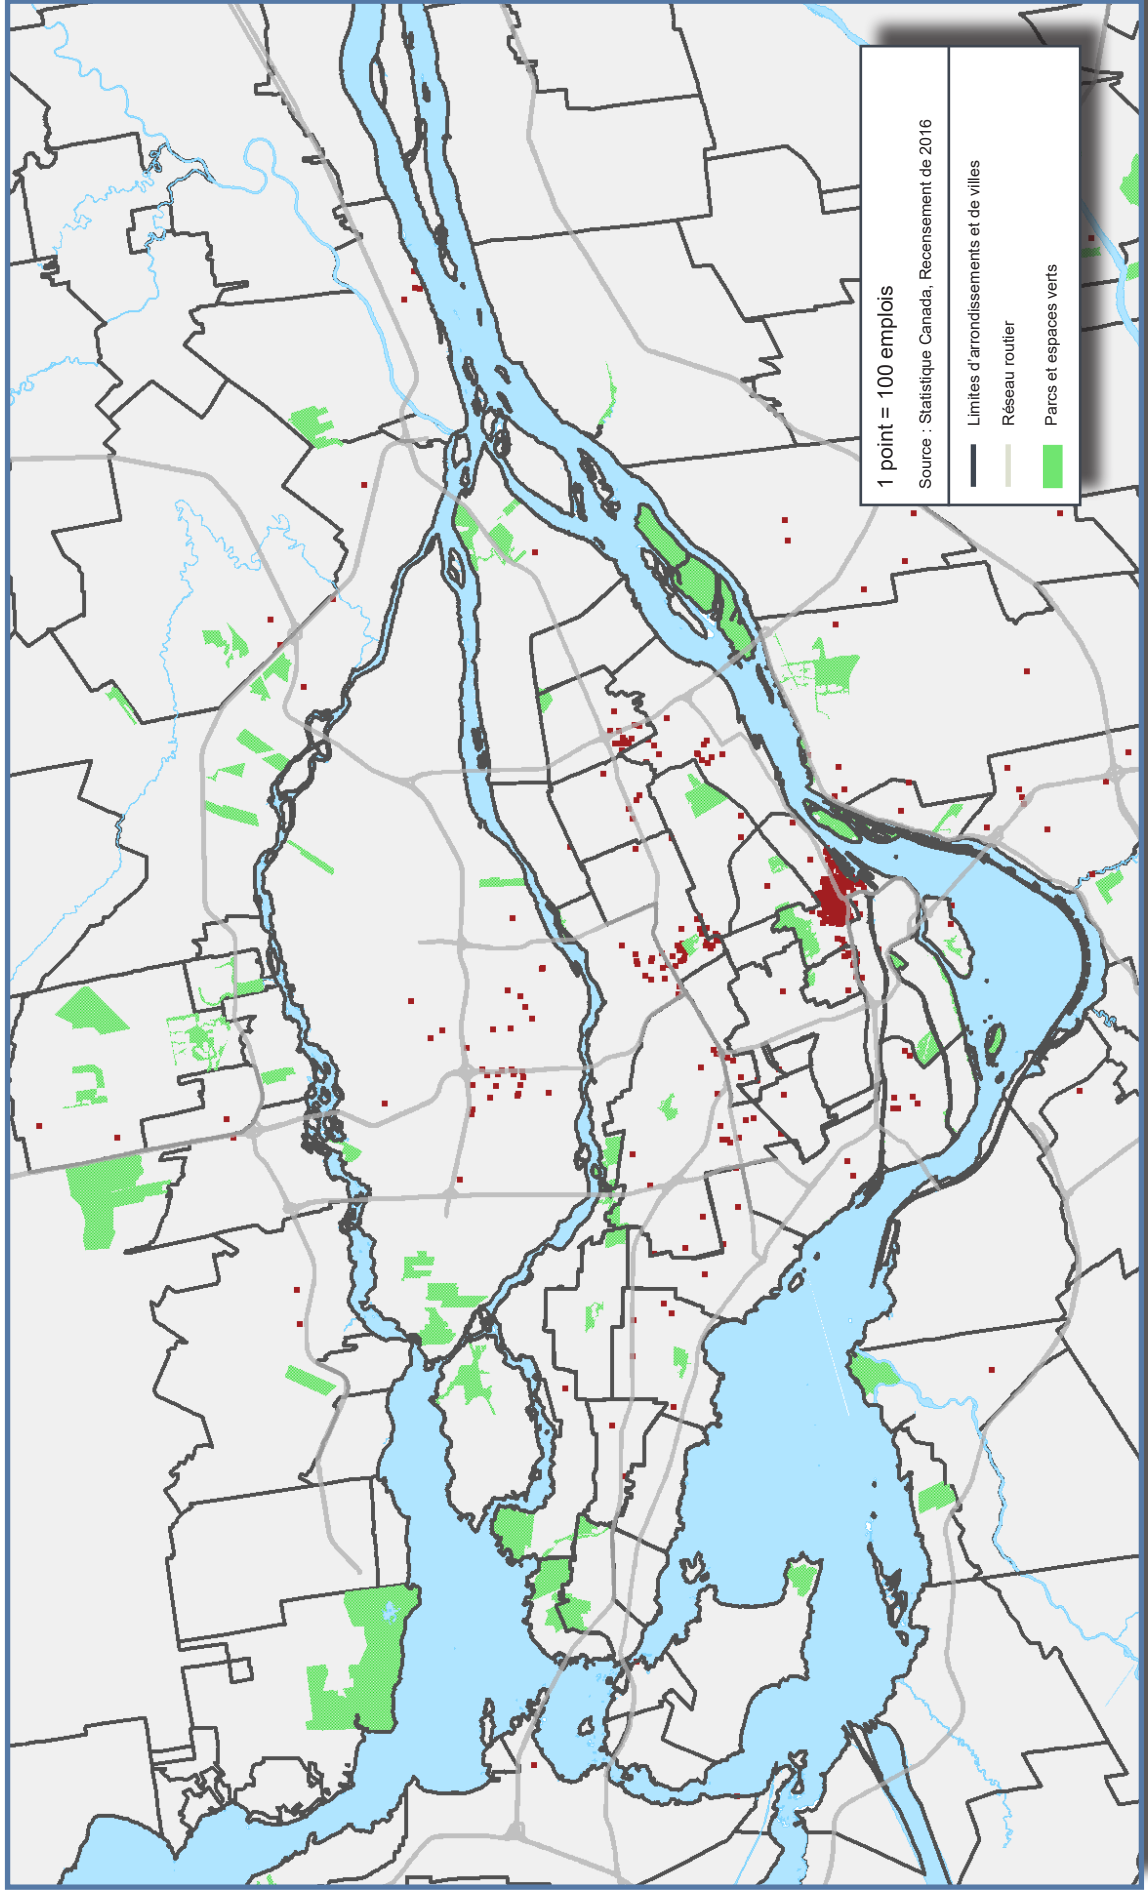 1 point = 100 emplois
Source : Statistique Canada, Recensement de 2016
Limites d'arrondissements et de villes
Réseau routier
Parcs et espaces verts